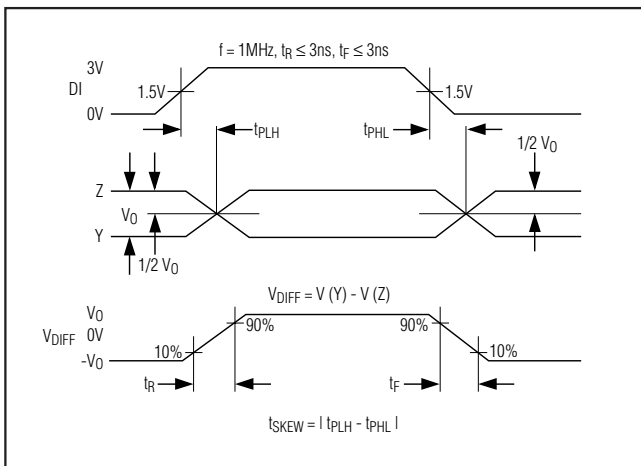 f = 1MHz, tR ≤ 3ns, tF ≤ 3ns
3V
DI
1.5V
1.5V
0V
tPLH
tPHL
1/2 VO
Z
VO
Y
1/2 VO
VDIFF = V (Y) - V (Z)
VO
VDIFF 0V
-VO
90%
90%
10%
10%
tR
tF
tSKEW = | tPLH - tPHL |